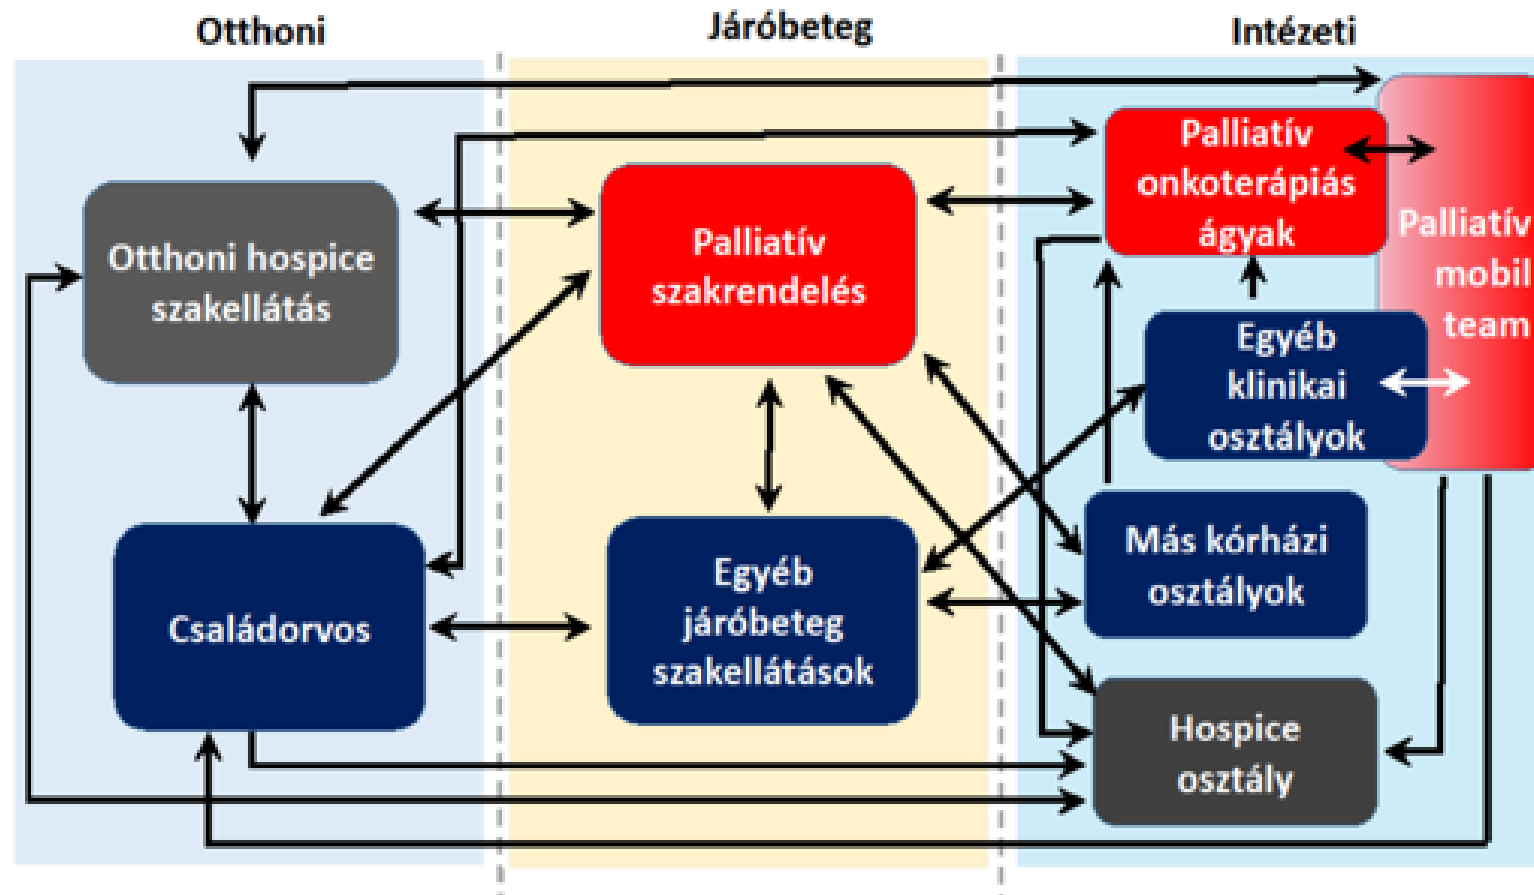 Otthoni
Járóbeteg
Intézeti
Otthoni hospice
szakellátás
Családorvos
Palliatív
szakrendelés
Egyéb
járóbeteg
szakellátások
Palliatív
onkoterápiás
ágyak
Palliatív
mobil
team
Egyéb
klinikai
osztályok
Más kórházi
osztályok
Hospice
osztály